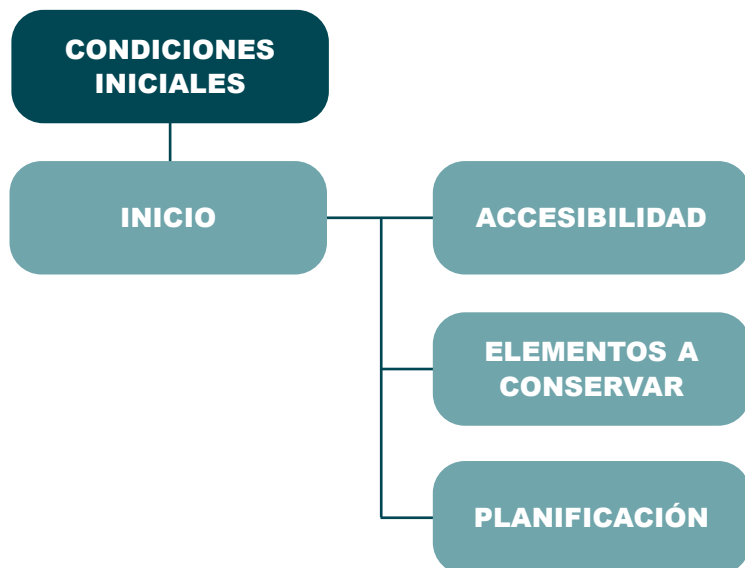 CONDICIONES
INICIALES
INICIO
ACCESIBILIDAD
ELEMENTOS A
CONSERVAR
PLANIFICACIÓN